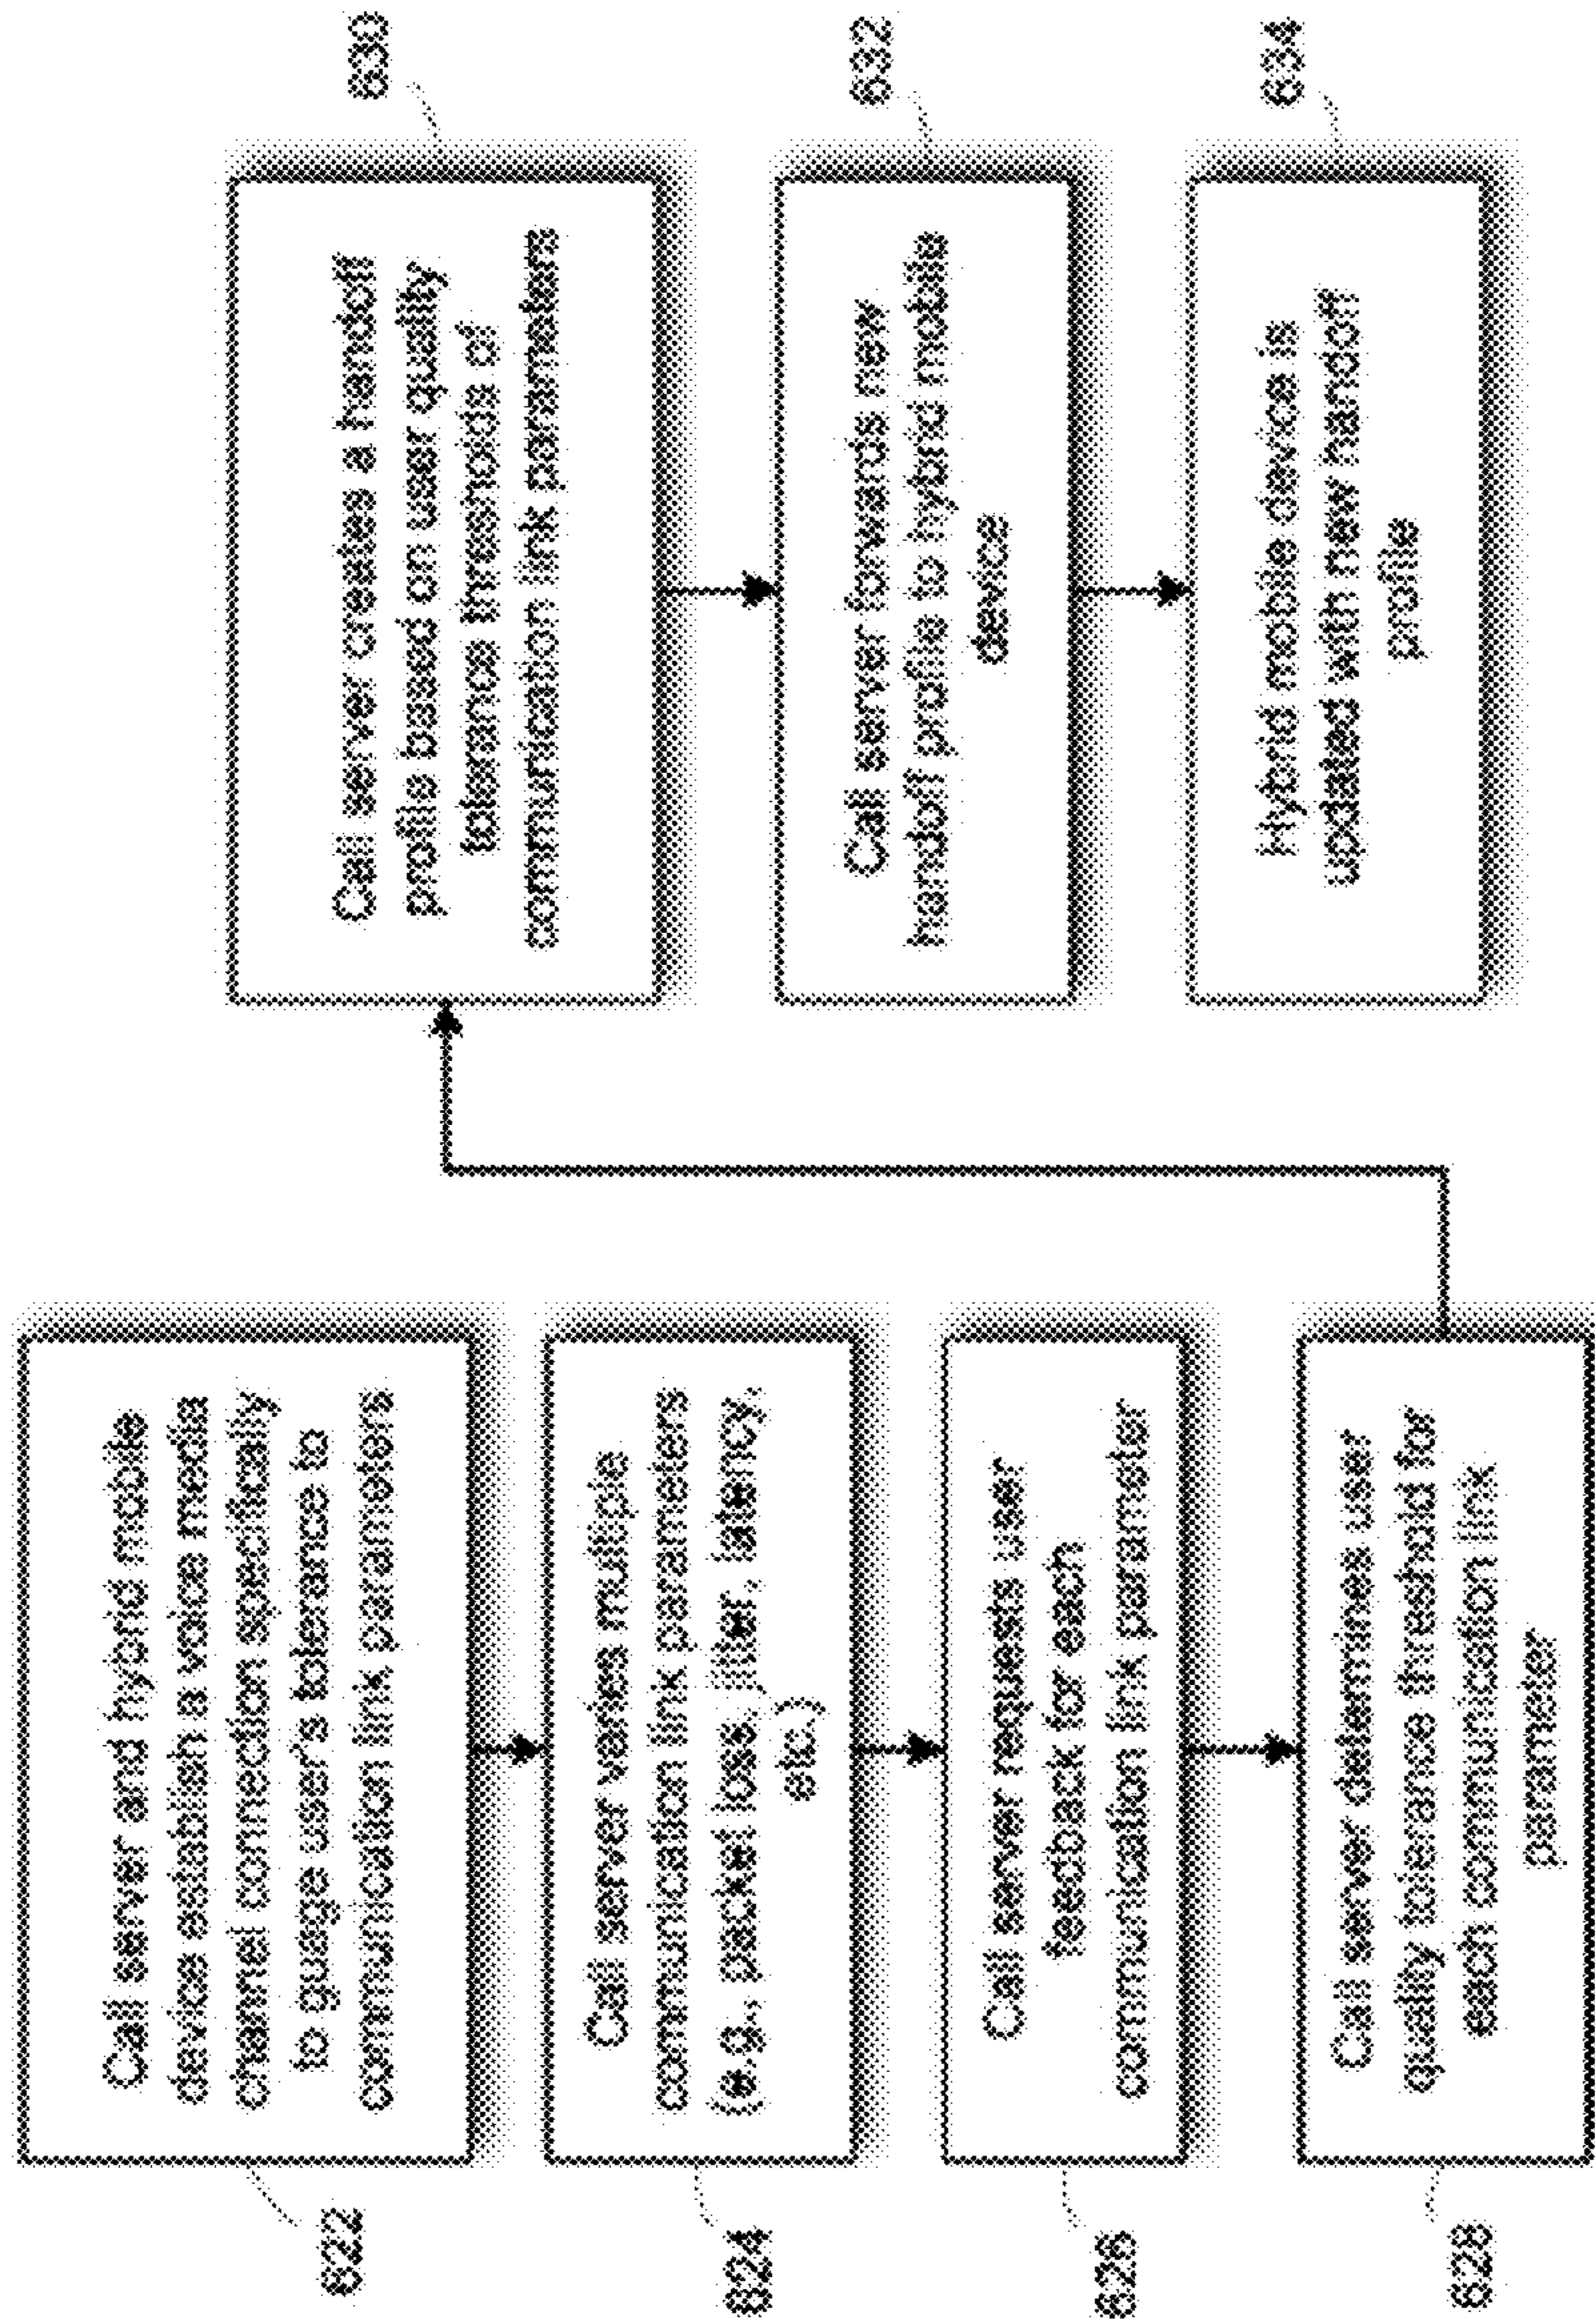 Call server and hybrid mobile
device establish a voice media
channel connection specifically
to guage user's tolerance to
communication link parameters
622
Call server varies multiple
communication link parameters
(e.g., packet loss, jitter, latency,
etc.)
624
Call server requests user
feedback for each
communication link parameter
626
Call server determines user
quality tolerance threshold for
each communication link
parameter
628
Call server creates a handoff
profile based on user quality
tolerance thresholds of
communication link parameters
630
Call server forwards new
handoff profile to hybrid mobile
device
632
Hybrid mobile device is
updated with new handoff
profile
634